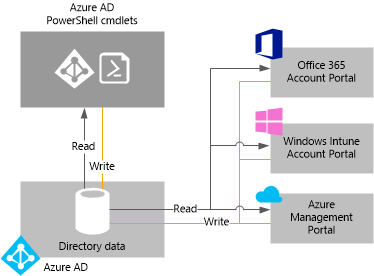 Azure AD
PowerShell cmdlets
Office 365
Account Portal
Read
Windows Intune
Account Portal
Write
Read
Azure
Management
Portal
Write
Directory data
Azure AD